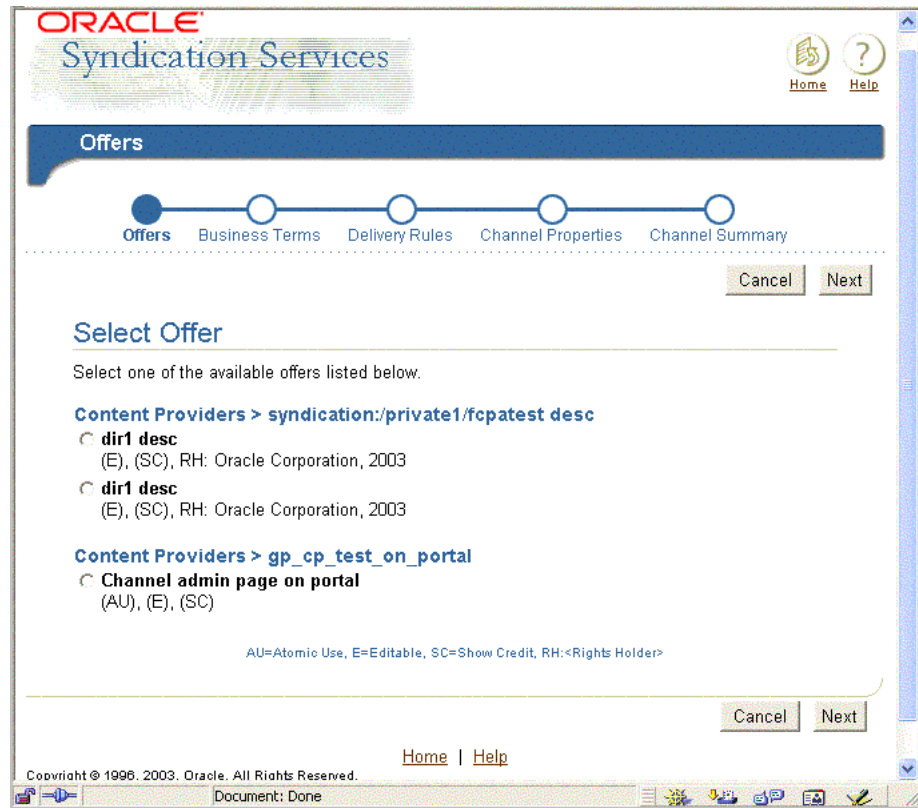 ORACLE
Syndication Services
Home Help
Offers
Offers Business Terms Delivery Rules Channel Properties Channel Summary
Cancel Next
Select Offer
Select one of the available offers listed below.
Content Providers > syndication:/private1/fcpatest desc
dir1 desc
(E), (SC), RH: Oracle Corporation, 2003
dir1 desc
(E), (SC), RH: Oracle Corporation, 2003
Content Providers > gp_cp_test_on_portal
Channel admin page on portal
(AU), (E), (SC)
AU=Atomic Use, E=Editable, SC=Show Credit, RH:<Rights Holder>
Cancel Next
Home | Help
Copyright © 1996, 2003, Oracle. All Rights Reserved.
Document: Done